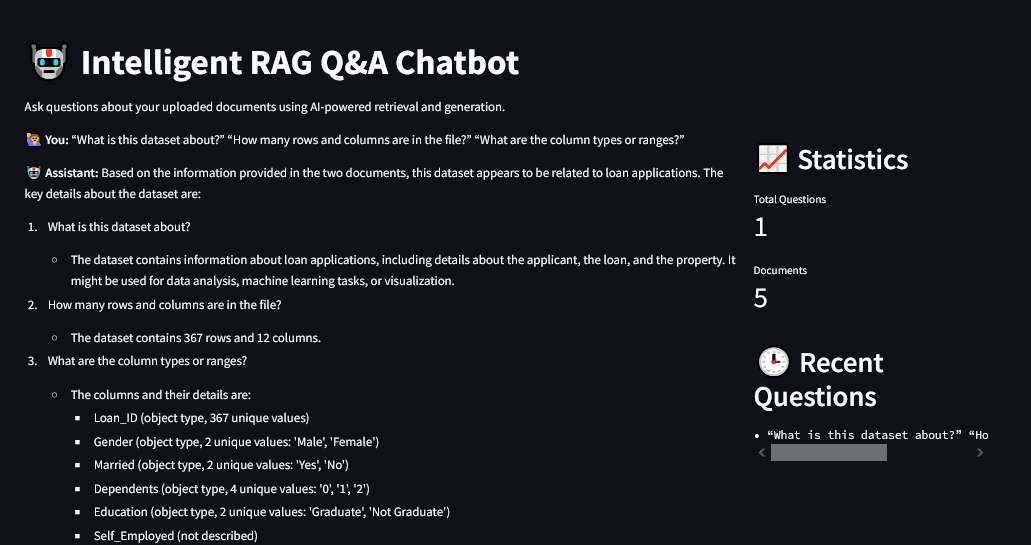 Intelligent RAG Q&A Chatbot
Ask questions about your uploaded documents using AI-powered retrieval and generation.
You: “What is this dataset about?” “How many rows and columns are in the file?” “What are the column types or ranges?”
Assistant: Based on the information provided in the two documents, this dataset appears to be related to loan applications. The
key details about the dataset are:
1. What is this dataset about?
The dataset contains information about loan applications, including details about the applicant, the loan, and the property. It
might be used for data analysis, machine learning tasks, or visualization.
2. How many rows and columns are in the file?
The dataset contains 367 rows and 12 columns.
3. What are the column types or ranges?
The columns and their details are:
Loan_ID (object type, 367 unique values)
Gender (object type, 2 unique values: 'Male', 'Female')
Married (object type, 2 unique values: 'Yes', 'No')
Dependents (object type, 4 unique values: '0', '1', '2')
Education (object type, 2 unique values: 'Graduate', 'Not Graduate')
Self_Employed (not described)
Statistics
Total Questions
1
Documents
5
Recent
Questions
“What is this dataset about?” “Ho